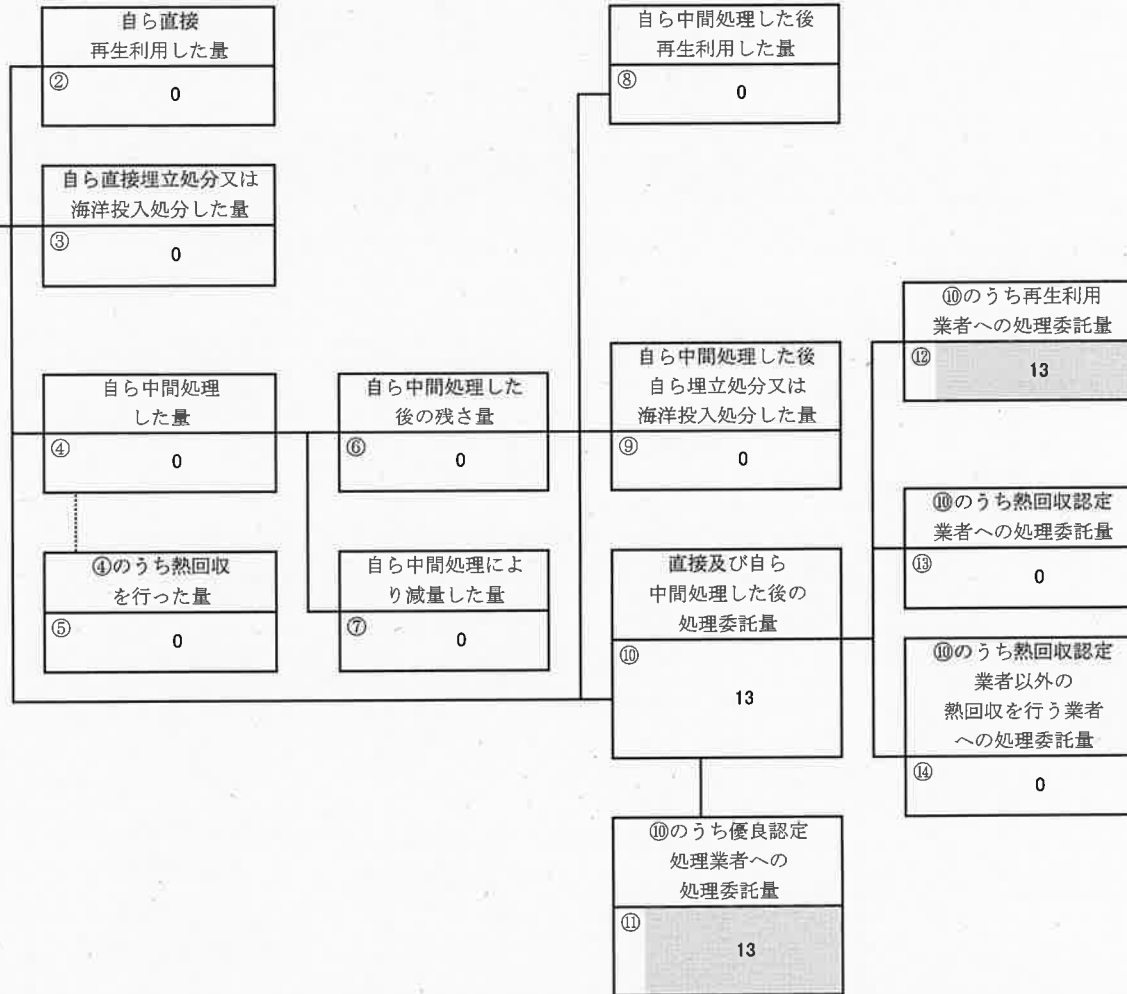 自ら直接
再生利用した量
②
0
自ら中間処理した後
再生利用した量
⑧
0
自ら直接埋立処分又は
海洋投入処分した量
③
0
⑩のうち再生利用
業者への処理委託量
⑫
13
自ら中間処理
した量
④
0
自ら中間処理した
後の残さ量
⑥
0
自ら中間処理した後
自ら埋立処分又は
海洋投入処分した量
⑨
0
⑩のうち熱回収認定
業者への処理委託量
⑬
0
④のうち熱回収
を行った量
⑤
0
自ら中間処理によ
り減量した量
⑦
0
直接及び自ら
中間処理した後の
処理委託量
⑩
13
⑩のうち熱回収認定
業者以外の
熱回収を行う業者
への処理委託量
⑭
0
⑩のうち優良認定
処理業者への
処理委託量
⑪
13